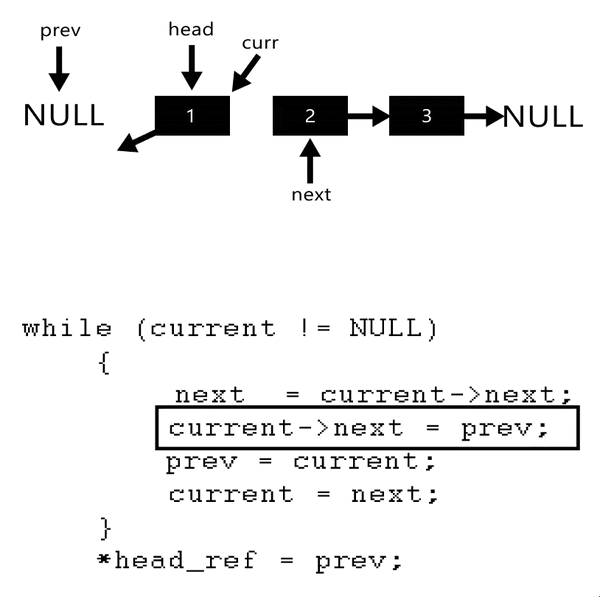 prev
head
curr
NULL
1
2
3
NULL
next
while (current != NULL)
{
next = current->next;
current->next = prev;
prev = current;
current = next;
}
*head_ref = prev;